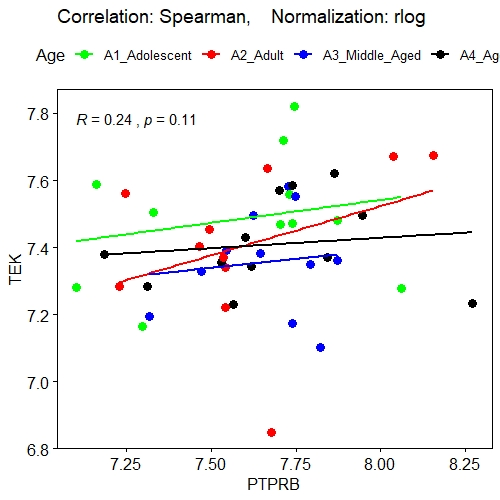 Correlation: Spearman, Normalization: rlog
Age A1_Adolescent A2_Adult A3_Middle_Aged A4_Ag
R = 0.24 , p = 0.11
7.8
7.6
7.4
7.2
7.0
6.8
TEK
7.25 7.50 7.75 8.00 8.25
PTPRB